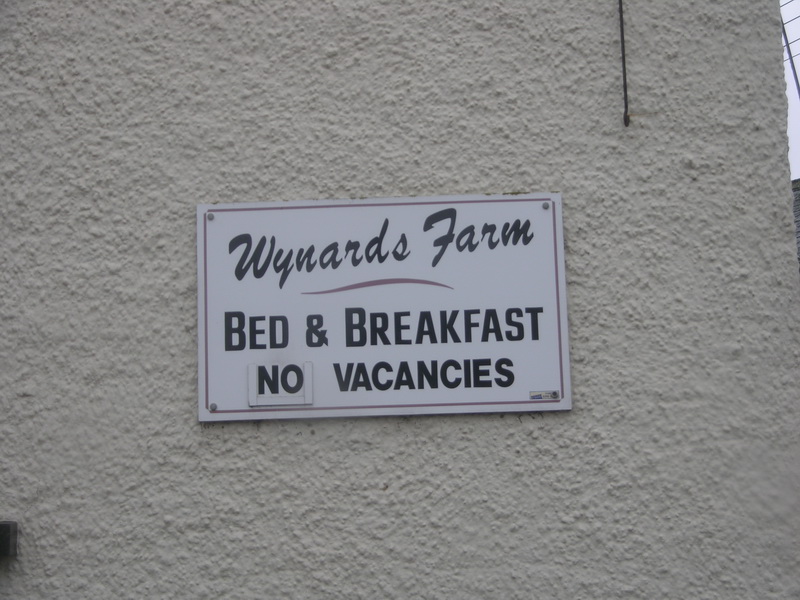 Wynards Farm
BED & BREAKFAST
NO VACANCIES